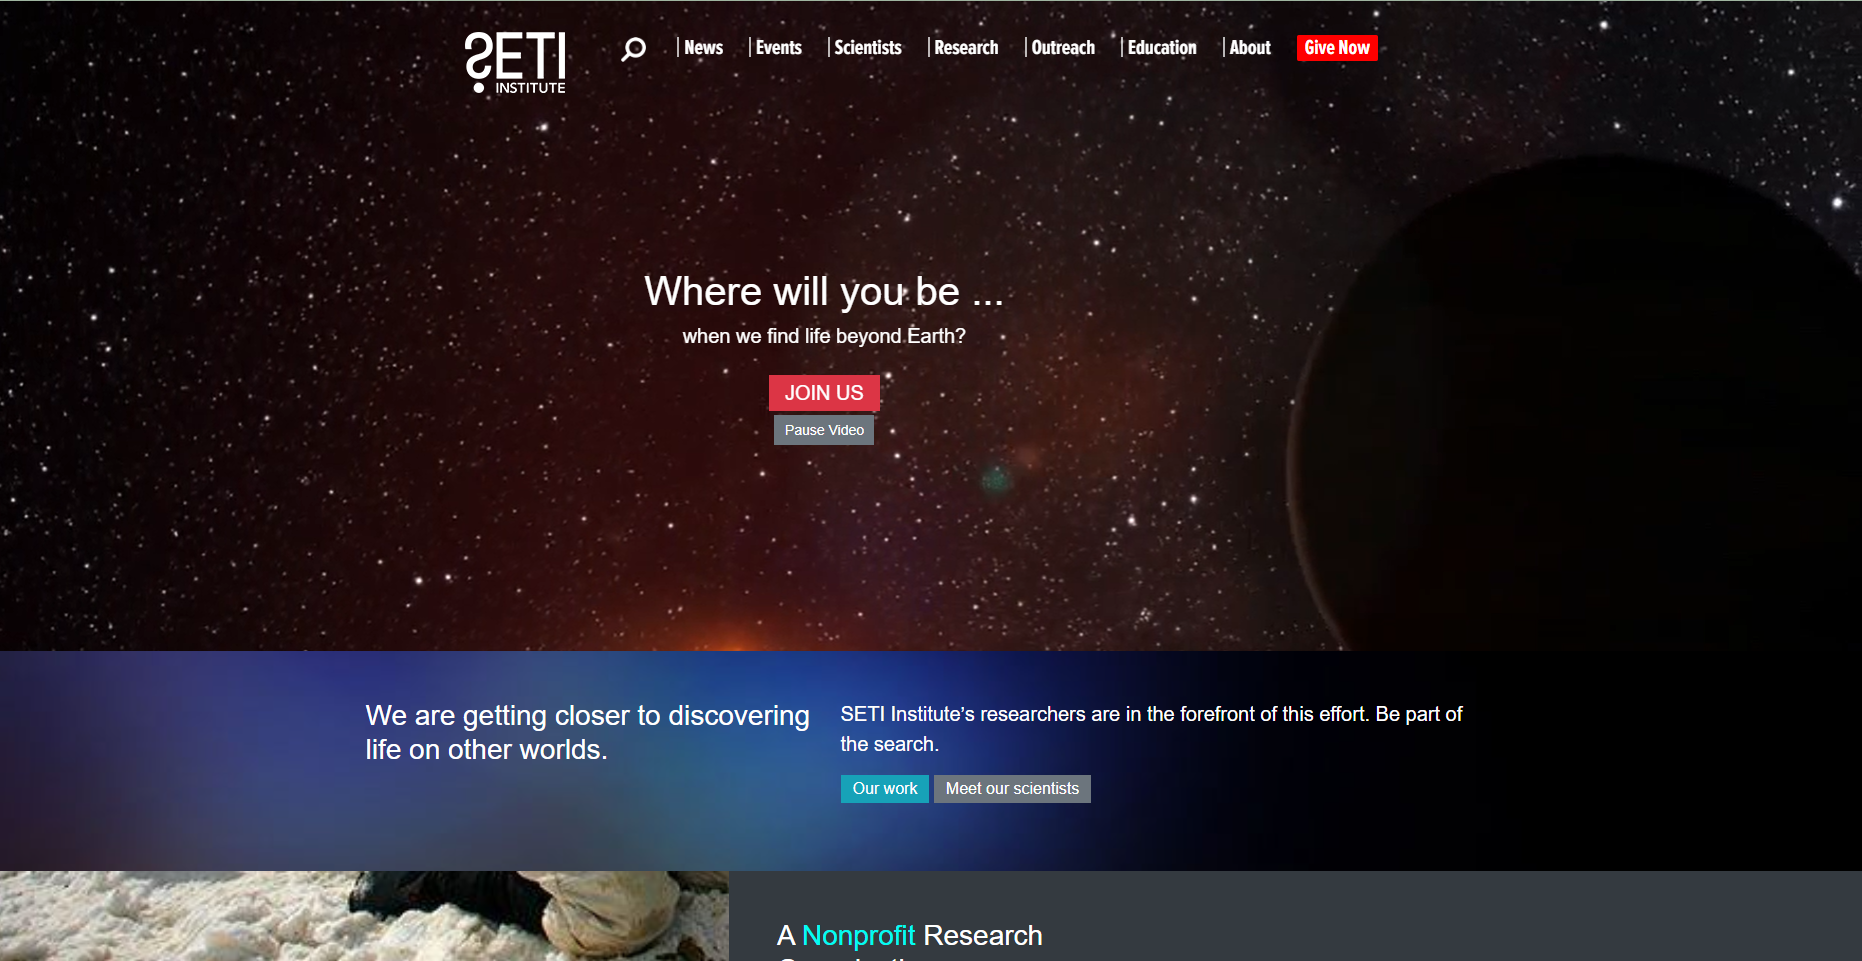 SETI
INSTITUTE
News
Events
Scientists
Research
Outreach
Education
About
Give Now
Where will you be ...
when we find life beyond Earth?
JOIN US
Pause Video
We are getting closer to discovering
life on other worlds.
SETI Institute’s researchers are in the forefront of this effort. Be part of
the search.
Our work
Meet our scientists
A Nonprofit Research